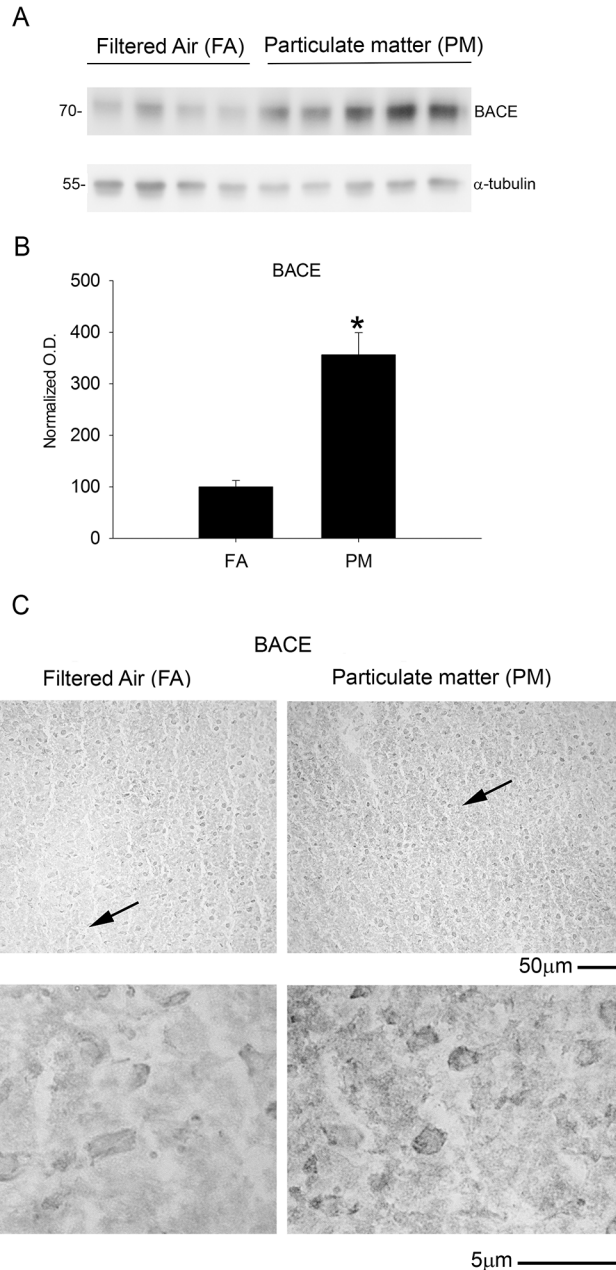 A
Filtered Air (FA) Particulate matter (PM)
70- BACE
55- α-tubulin
B
BACE
500
400
300
200
100
0
Normalized O.D.
*
FA PM
C
BACE
Filtered Air (FA) Particulate matter (PM)
50μm
5μm